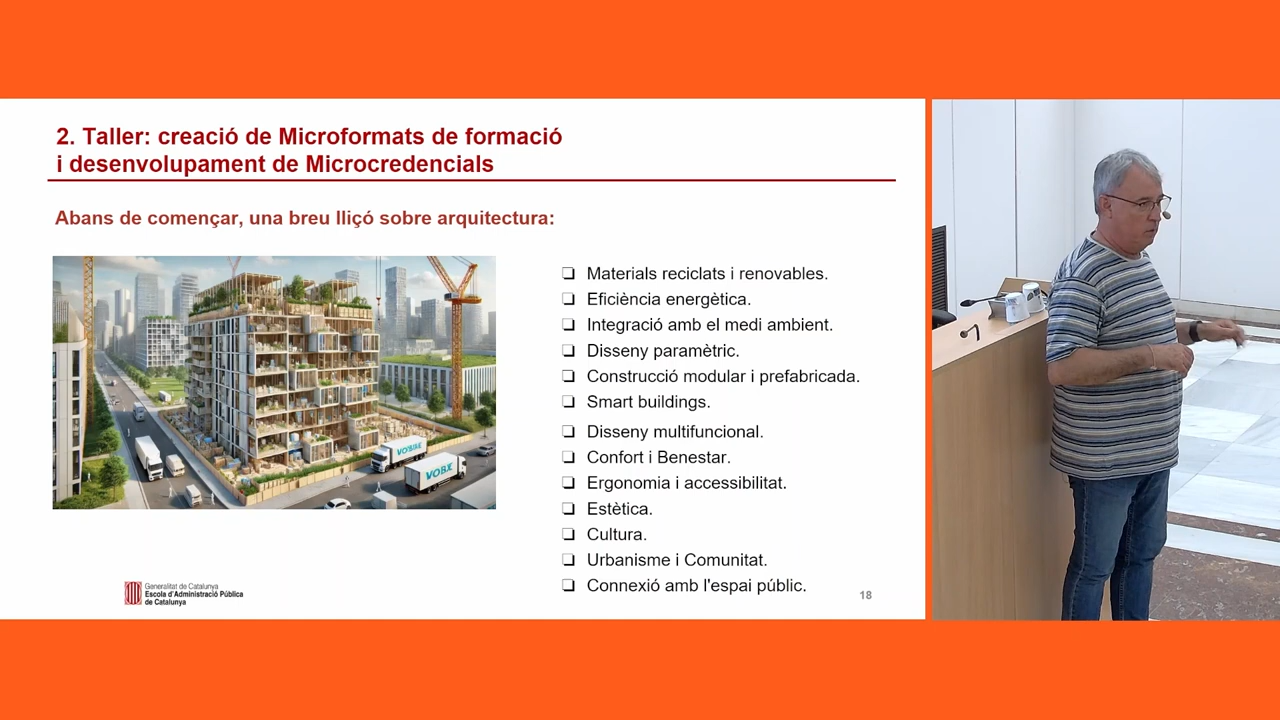 2. Taller: creació de Microformats de formació
i desenvolupament de Microcredencials
Abans de començar, una breu lliçó sobre arquitectura:
VOBX
❏ Materials reciclats i renovables.
❏ Eficiència energètica.
❏ Integració amb el medi ambient.
❏ Disseny paramètric.
❏ Construcció modular i prefabricada.
❏ Smart buildings.
❏ Disseny multifuncional.
❏ Confort i Benestar.
❏ Ergonomia i accessibilitat.
❏ Estètica.
❏ Cultura.
❏ Urbanisme i Comunitat.
❏ Connexió amb l'espai públic.
Generalitat de Catalunya
Escola d'Administració Pública
de Catalunya
18